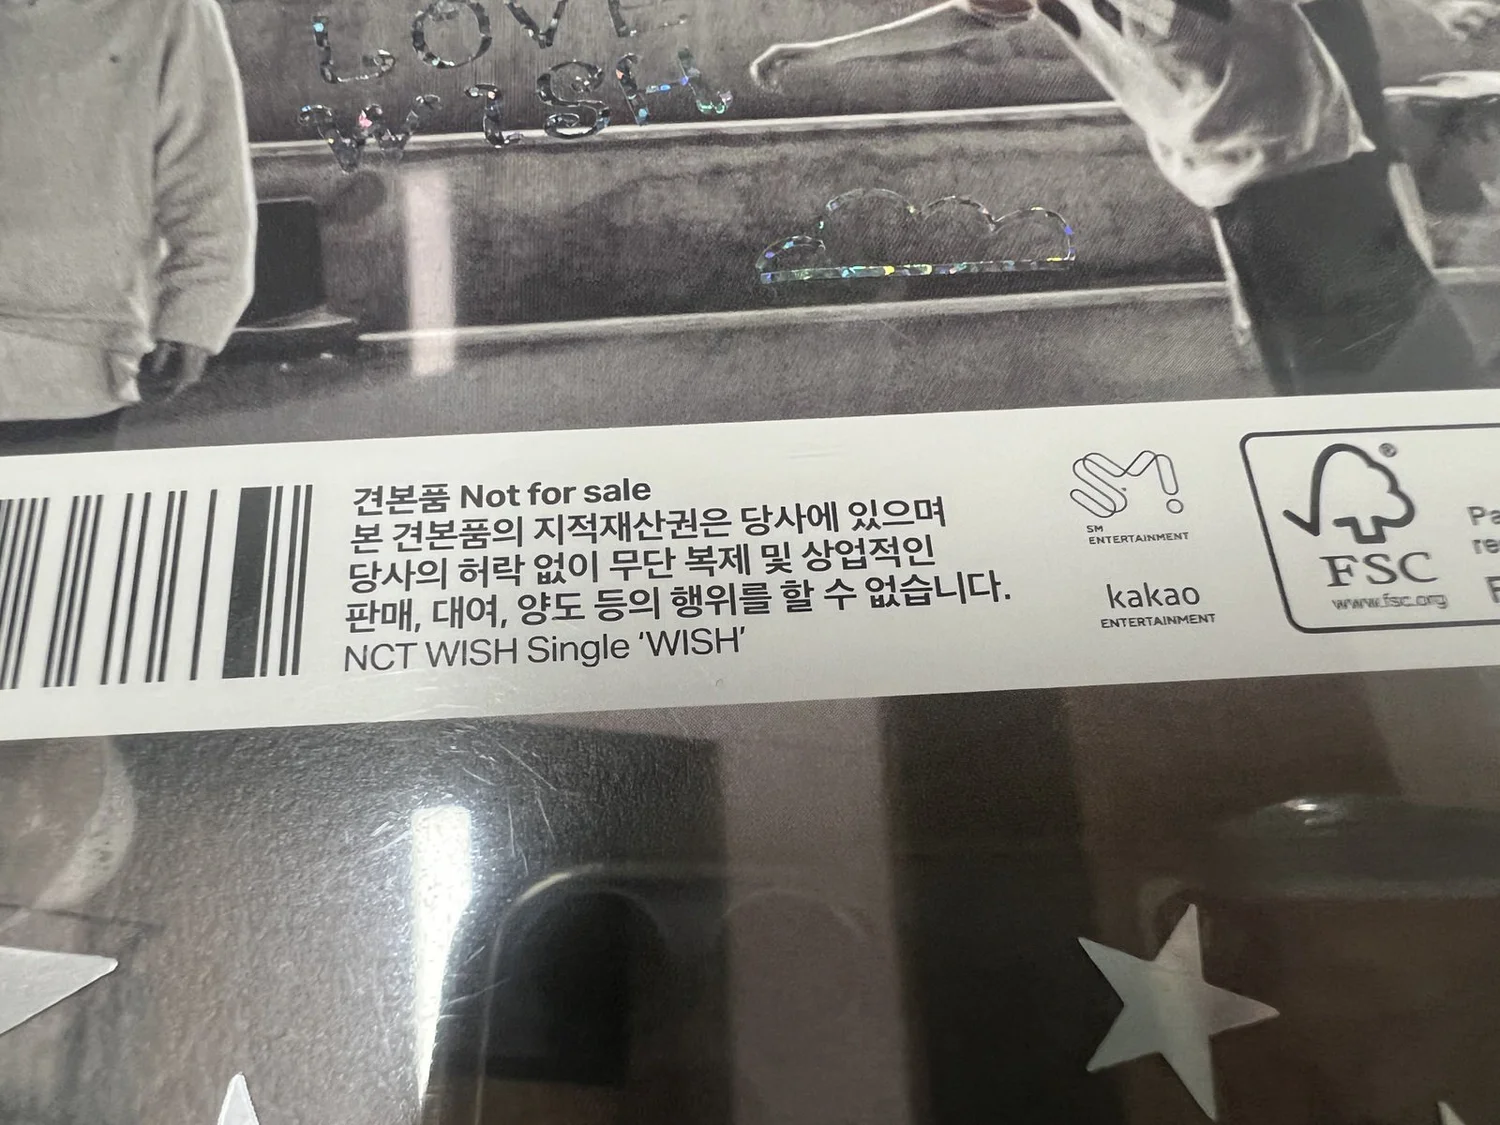 LOVE
WISH
견본품 Not for sale
본 견본품의 지적재산권은 당사에 있으며
당사의 허락 없이 무단 복제 및 상업적인
판매, 대여, 양도 등의 행위를 할 수 없습니다.
NCT WISH Single ‘WISH’
SM
ENTERTAINMENT
kakao
ENTERTAINMENT
®
FSC
www.fsc.org